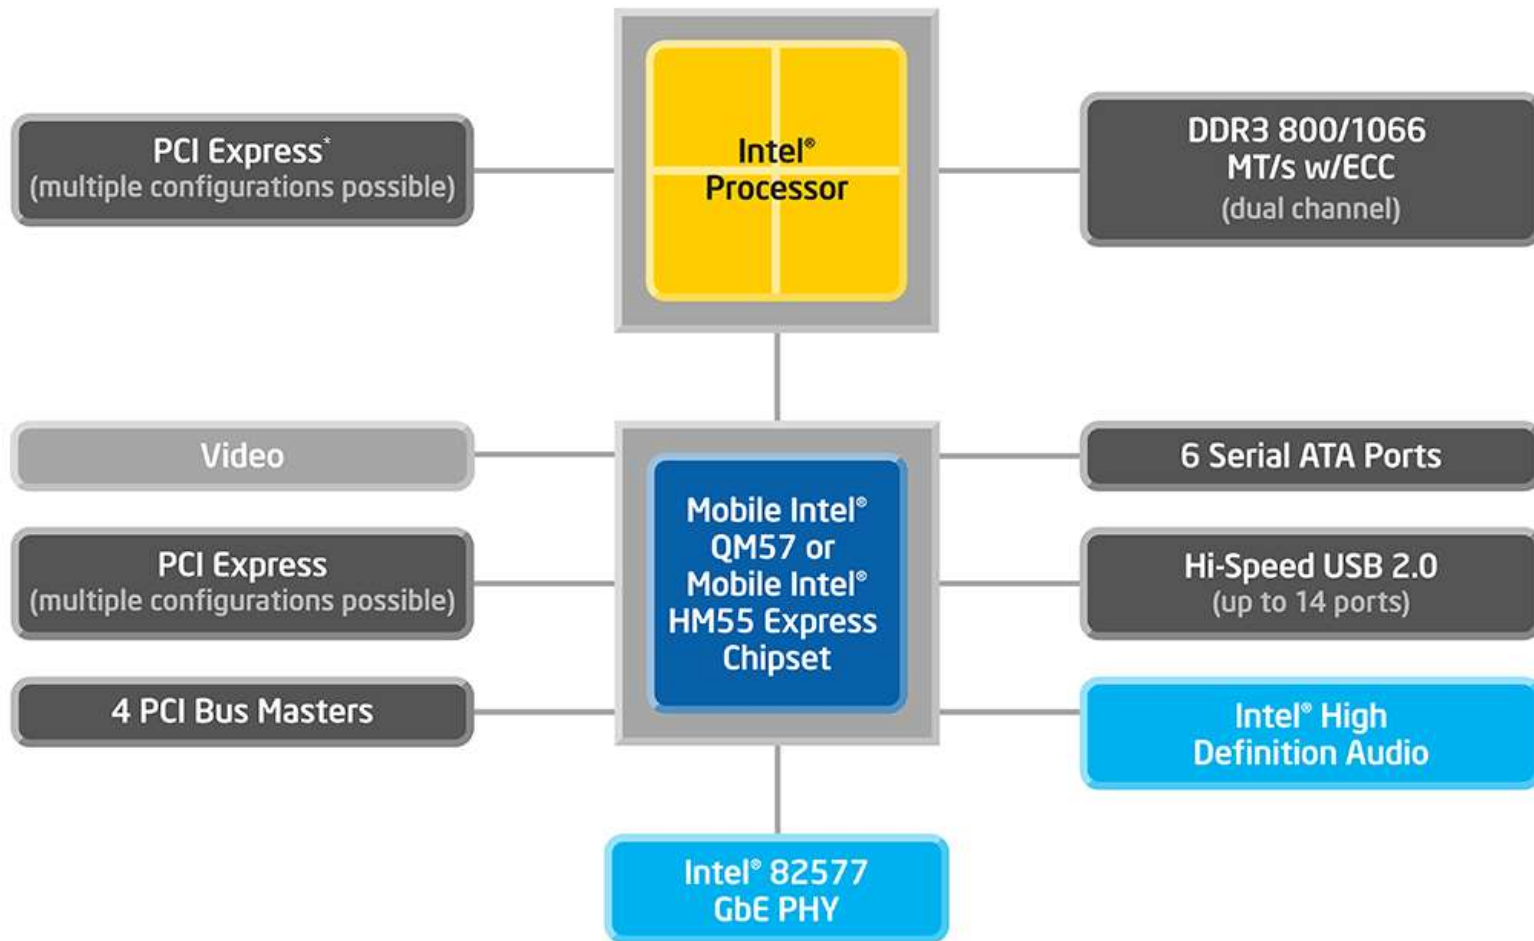 PCI Express*
(multiple configurations possible)
Intel®
Processor
DDR3 800/1066
MT/s w/ECC
(dual channel)
Video
PCI Express
(multiple configurations possible)
4 PCI Bus Masters
Mobile Intel®
QM57 or
Mobile Intel®
HM55 Express
Chipset
6 Serial ATA Ports
Hi-Speed USB 2.0
(up to 14 ports)
Intel® High
Definition Audio
Intel® 82577
GbE PHY